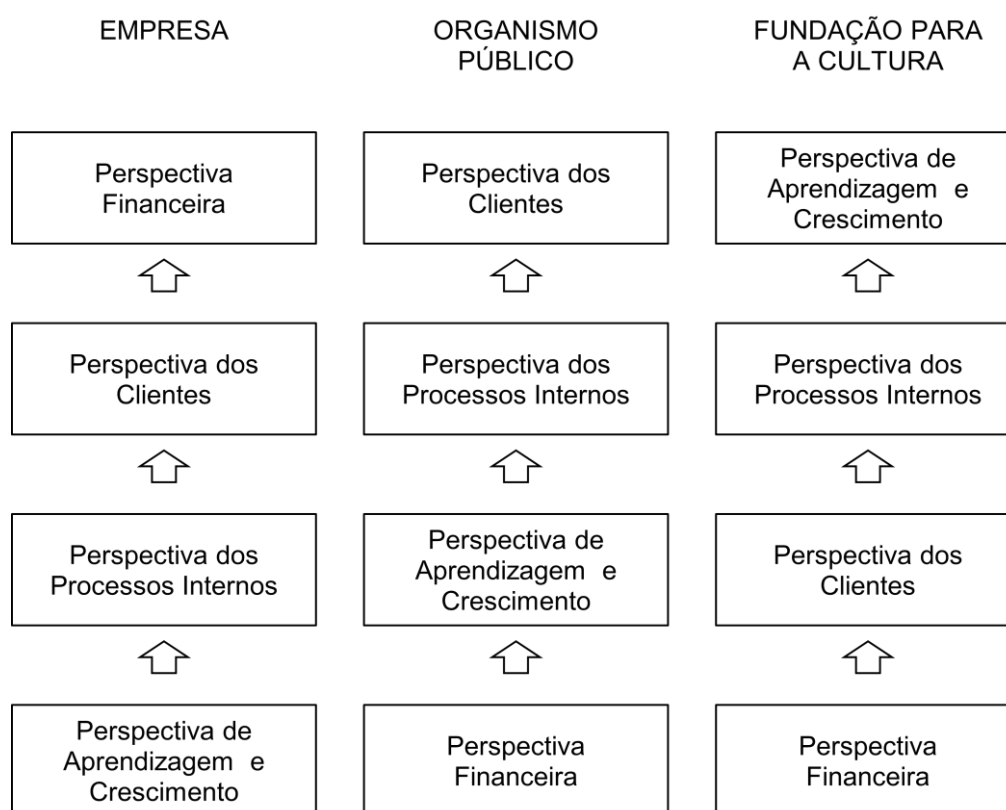 EMPRESA
ORGANISMO
PÚBLICO
FUNDAÇÃO PARA
A CULTURA
Perspectiva
Financeira
Perspectiva dos
Clientes
Perspectiva de
Aprendizagem e
Crescimento
Perspectiva dos
Clientes
Perspectiva dos
Processos Internos
Perspectiva dos
Processos Internos
Perspectiva dos
Processos Internos
Perspectiva de
Aprendizagem e
Crescimento
Perspectiva dos
Clientes
Perspectiva de
Aprendizagem e
Crescimento
Perspectiva
Financeira
Perspectiva
Financeira